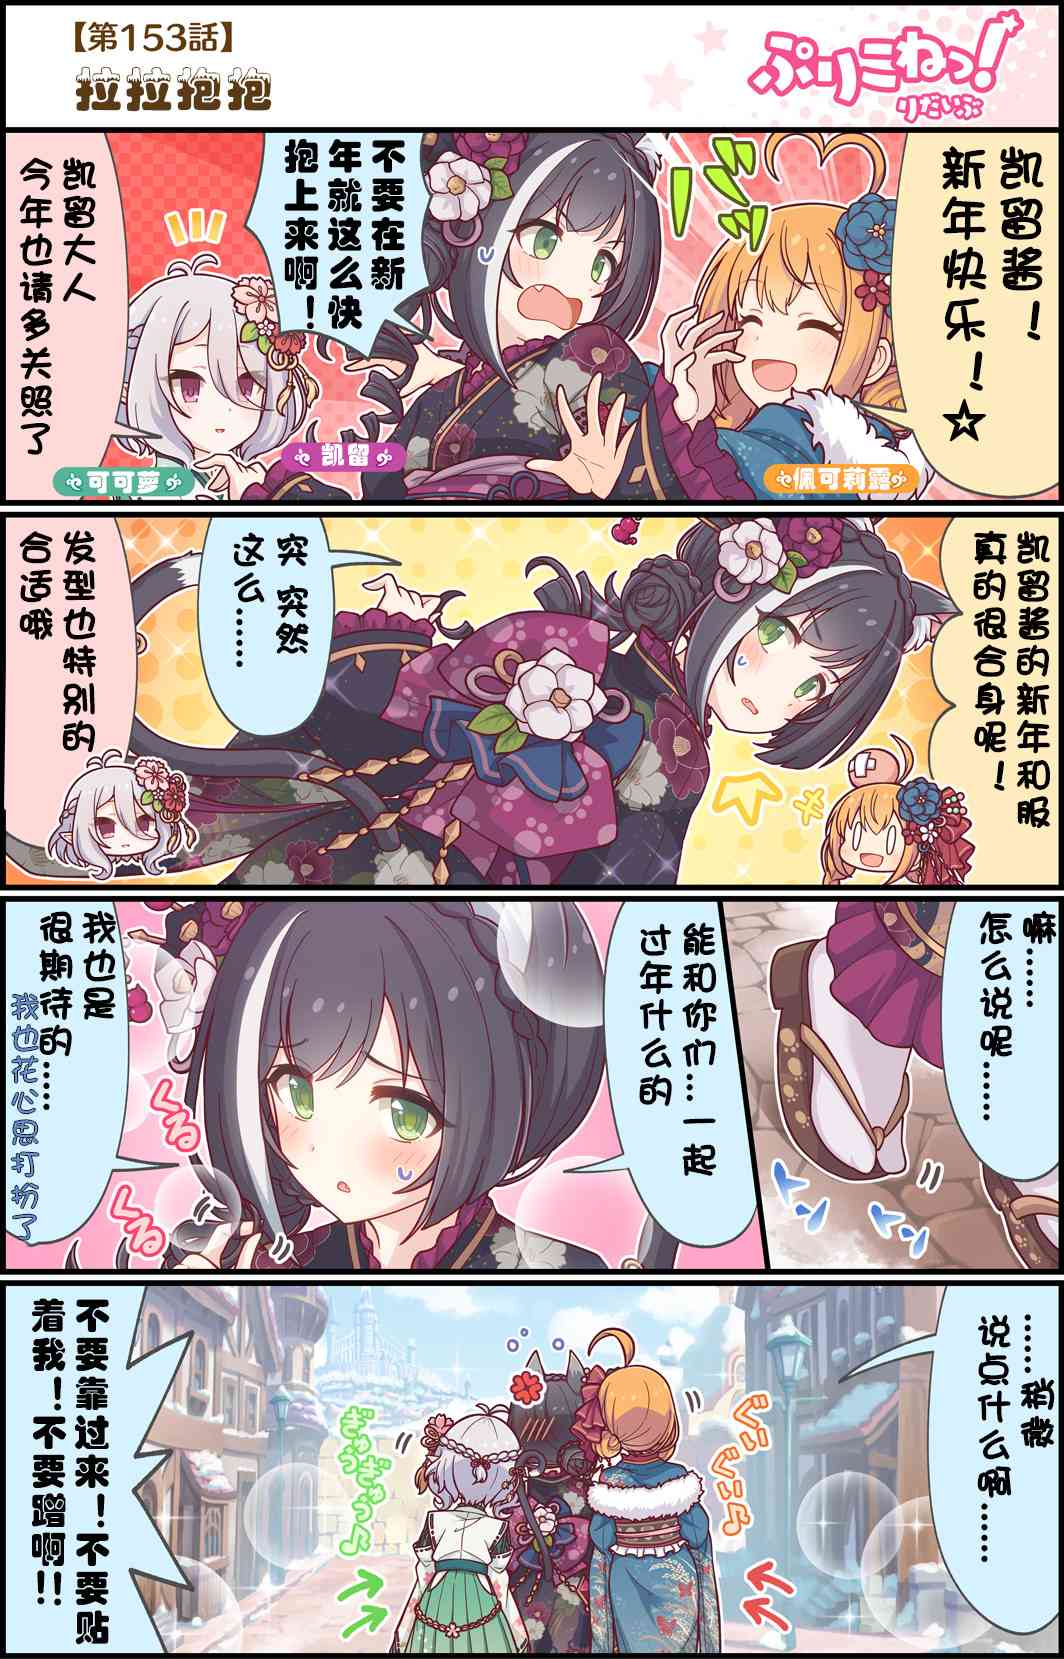 【第153話】
拉拉抱抱
ぷりこねっ!
りだいぶ
凯留酱！
新年快乐！☆
ビッ！
不要在新
年就这么快
抱上来啊！
凯留大人
今年也请多关照了
佩可莉露
凯留
可可萝
凯留酱的新年和服
真的很合身呢！
突 突然
这么……
发型也特别的
合适哦
嘛……
怎么说呢……
トントン
能和你们…一起
过年什么的
我也是
很期待的……
我也花心思打扮了
くる
くる
……稍微
说点什么啊……
ぐいぐい♪
ぎゅうぎゅう♪
不要靠过来！不要贴
着我！不要蹭啊!!